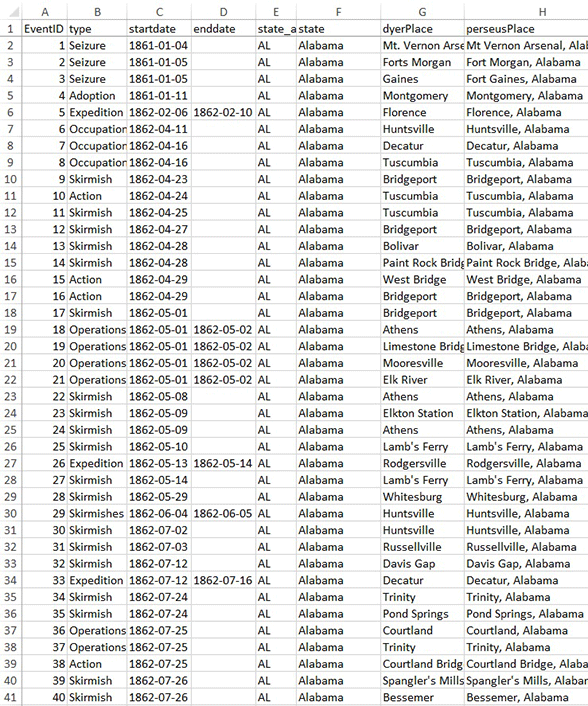 A B C D E F G H
1 EventID type startdate enddate state_a state dyerPlace perseusPlace
2 1 Seizure 1861-01-04 AL Alabama Mt. Vernon Arse Mt Vernon Arsenal, Ala
3 2 Seizure 1861-01-05 AL Alabama Forts Morgan Fort Morgan, Alabama
4 3 Seizure 1861-01-05 AL Alabama Gaines Fort Gaines, Alabama
5 4 Adoption 1861-01-11 AL Alabama Montgomery Montgomery, Alabama
6 5 Expedition 1862-02-06 1862-02-10 AL Alabama Florence Florence, Alabama
7 6 Occupation 1862-04-11 AL Alabama Huntsville Huntsville, Alabama
8 7 Occupation 1862-04-16 AL Alabama Decatur Decatur, Alabama
9 8 Occupation 1862-04-16 AL Alabama Tuscumbia Tuscumbia, Alabama
10 9 Skirmish 1862-04-23 AL Alabama Bridgeport Bridgeport, Alabama
11 10 Action 1862-04-24 AL Alabama Tuscumbia Tuscumbia, Alabama
12 11 Skirmish 1862-04-25 AL Alabama Tuscumbia Tuscumbia, Alabama
13 12 Skirmish 1862-04-27 AL Alabama Bridgeport Bridgeport, Alabama
14 13 Skirmish 1862-04-28 AL Alabama Bolivar Bolivar, Alabama
15 14 Skirmish 1862-04-28 AL Alabama Paint Rock Bridg Paint Rock Bridge, Alab
16 15 Action 1862-04-29 AL Alabama West Bridge West Bridge, Alabama
17 16 Action 1862-04-29 AL Alabama Bridgeport Bridgeport, Alabama
18 17 Skirmish 1862-05-01 AL Alabama Bridgeport Bridgeport, Alabama
19 18 Operations 1862-05-01 1862-05-02 AL Alabama Athens Athens, Alabama
20 19 Operations 1862-05-01 1862-05-02 AL Alabama Limestone Bridg Limestone Bridge, Alaba
21 20 Operations 1862-05-01 1862-05-02 AL Alabama Mooresville Mooresville, Alabama
22 21 Operations 1862-05-01 1862-05-02 AL Alabama Elk River Elk River, Alabama
23 22 Skirmish 1862-05-08 AL Alabama Athens Athens, Alabama
24 23 Skirmish 1862-05-09 AL Alabama Elkton Station Elkton Station, Alabama
25 24 Skirmish 1862-05-09 AL Alabama Athens Athens, Alabama
26 25 Skirmish 1862-05-10 AL Alabama Lamb's Ferry Lamb's Ferry, Alabama
27 26 Expedition 1862-05-13 1862-05-14 AL Alabama Rodgersville Rodgersville, Alabama
28 27 Skirmish 1862-05-14 AL Alabama Lamb's Ferry Lamb's Ferry, Alabama
29 28 Skirmish 1862-05-29 AL Alabama Whitesburg Whitesburg, Alabama
30 29 Skirmishes 1862-06-04 1862-06-05 AL Alabama Huntsville Huntsville, Alabama
31 30 Skirmish 1862-07-02 AL Alabama Huntsville Huntsville, Alabama
32 31 Skirmish 1862-07-03 AL Alabama Russellville Russellville, Alabama
33 32 Skirmish 1862-07-12 AL Alabama Davis Gap Davis Gap, Alabama
34 33 Expedition 1862-07-12 1862-07-16 AL Alabama Decatur Decatur, Alabama
35 34 Skirmish 1862-07-24 AL Alabama Trinity Trinity, Alabama
36 35 Skirmish 1862-07-24 AL Alabama Pond Springs Pond Springs, Alabama
37 36 Operations 1862-07-25 AL Alabama Courtland Courtland, Alabama
38 37 Operations 1862-07-25 AL Alabama Trinity Trinity, Alabama
39 38 Action 1862-07-25 AL Alabama Courtland Bridg Courtland Bridge, Alaba
40 39 Skirmish 1862-07-26 AL Alabama Spangler's Mills Spangler's Mills, Alabar
41 40 Skirmish 1862-07-26 AL Alabama Bessemer Bessemer, Alabama